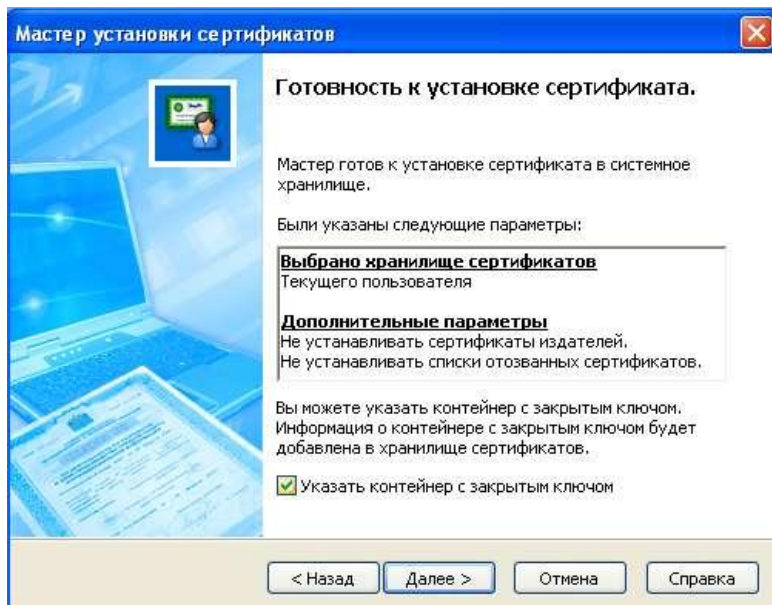 Мастер установки сертификатов
Готовность к установке сертификата.
Мастер готов к установке сертификата в системное
хранилище.
Были указаны следующие параметры:
Выбрано хранилище сертификатов
Текущего пользователя
Дополнительные параметры
Не устанавливать сертификаты издателей.
Не устанавливать списки отозванных сертификатов.
Вы можете указать контейнер с закрытым ключом.
Информация о контейнере с закрытым ключом будет
добавлена в хранилище сертификатов.
Указать контейнер с закрытым ключом
< Назад Далее > Отмена Справка